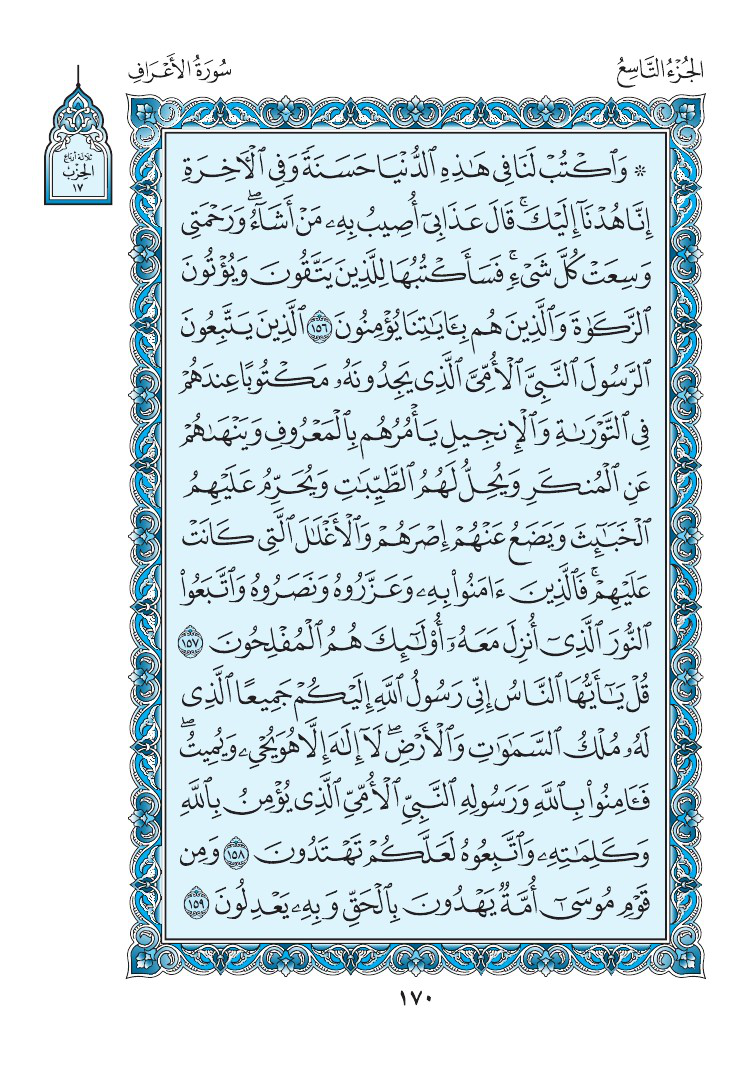 الجُزْءُ التَّاسِعُ
سُورَةُ الأَعْرَافِ
ثلاثة أرباع
الحِزْبِ
١٧
* وَٱكْتُبْ لَنَا فِى هَٰذِهِ ٱلدُّنْيَا حَسَنَةً وَفِى ٱلْأَخِرَةِ
إِنَّا هُدْنَآ إِلَيْكَ ۚ قَالَ عَذَابِىٓ أُصِيبُ بِهِۦ مَنْ أَشَآءُ ۖ وَرَحْمَتِى
وَسِعَتْ كُلَّ شَىْءٍ ۚ فَسَأَكْتُبُهَا لِلَّذِينَ يَتَّقُونَ وَيُؤْتُونَ
ٱلزَّكَوٰةَ وَٱلَّذِينَ هُم بِـَٔايَٰتِنَا يُؤْمِنُونَ ١٥٦ ٱلَّذِينَ يَتَّبِعُونَ
ٱلرَّسُولَ ٱلنَّبِىَّ ٱلْأُمِّىَّ ٱلَّذِى يَجِدُونَهُۥ مَكْتُوبًا عِندَهُمْ
فِى ٱلتَّوْرَىٰةِ وَٱلْإِنجِيلِ يَأْمُرُهُم بِٱلْمَعْرُوفِ وَيَنْهَىٰهُمْ
عَنِ ٱلْمُنكَرِ وَيُحِلُّ لَهُمُ ٱلطَّيِّبَٰتِ وَيُحَرِّمُ عَلَيْهِمُ
ٱلْخَبَٰٓئِثَ وَيَضَعُ عَنْهُمْ إِصْرَهُمْ وَٱلْأَغْلَٰلَ ٱلَّتِى كَانَتْ
عَلَيْهِمْ ۚ فَٱلَّذِينَ ءَامَنُوا۟ بِهِۦ وَعَزَّرُوهُ وَنَصَرُوهُ وَٱتَّبَعُوا۟
ٱلنُّورَ ٱلَّذِىٓ أُنزِلَ مَعَهُۥٓ أُو۟لَٰٓئِكَ هُمُ ٱلْمُفْلِحُونَ ١٥٧
قُلْ يَٰٓأَيُّهَا ٱلنَّاسُ إِنِّى رَسُولُ ٱللَّهِ إِلَيْكُمْ جَمِيعًا ٱلَّذِى
لَهُۥ مُلْكُ ٱلسَّمَٰوَٰتِ وَٱلْأَرْضِ ۖ لَآ إِلَٰهَ إِلَّا هُوَ يُحْىِۦ وَيُمِيتُ ۖ
فَـَٔامِنُوا۟ بِٱللَّهِ وَرَسُولِهِ ٱلنَّبِىِّ ٱلْأُمِّىِّ ٱلَّذِى يُؤْمِنُ بِٱللَّهِ
وَكَلِمَٰتِهِۦ وَٱتَّبِعُوهُ لَعَلَّكُمْ تَهْتَدُونَ ١٥٨ وَمِن
قَوْمِ مُوسَىٰٓ أُمَّةٌ يَهْدُونَ بِٱلْحَقِّ وَبِهِۦ يَعْدِلُونَ ١٥٩
١٧٠